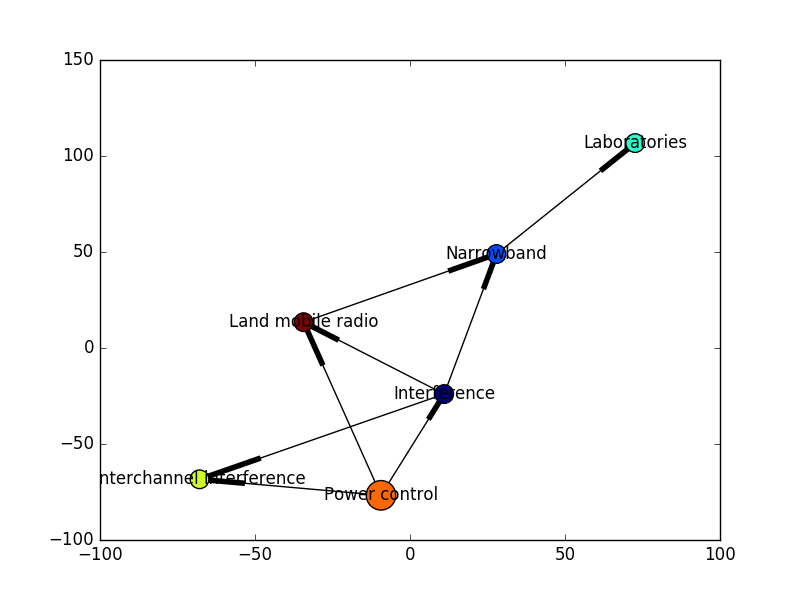 150
100
50
0
−50
−100
−100
−50
0
50
100
Laboratories
Narrowband
Land mobile radio
Interference
nterchannel interference
Power control